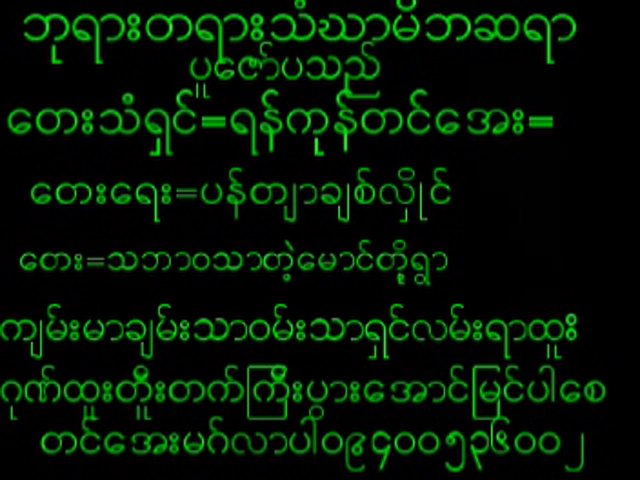 ဘုရားတရားသံဃာမိဘဆရာ
ပူဇော်ပသည်
တေးသံရှင်=ရန်ကုန်တင်အေး=
တေးရေး=ပန်တျာချစ်လှိုင်
တေး=သဘာဝသာတဲ့မောင်တို့ရွာ
ကျမ်းမာချမ်းသာဝမ်းသာရှင်လမ်းရာထူး
ဂုဏ်ထူးတိူးတက်ကြီးပွားအောင်မြင်ပါစေ
တင်အေးမဂ်လာပါ၀၉၄၀၀၅၃၆၀၀၂